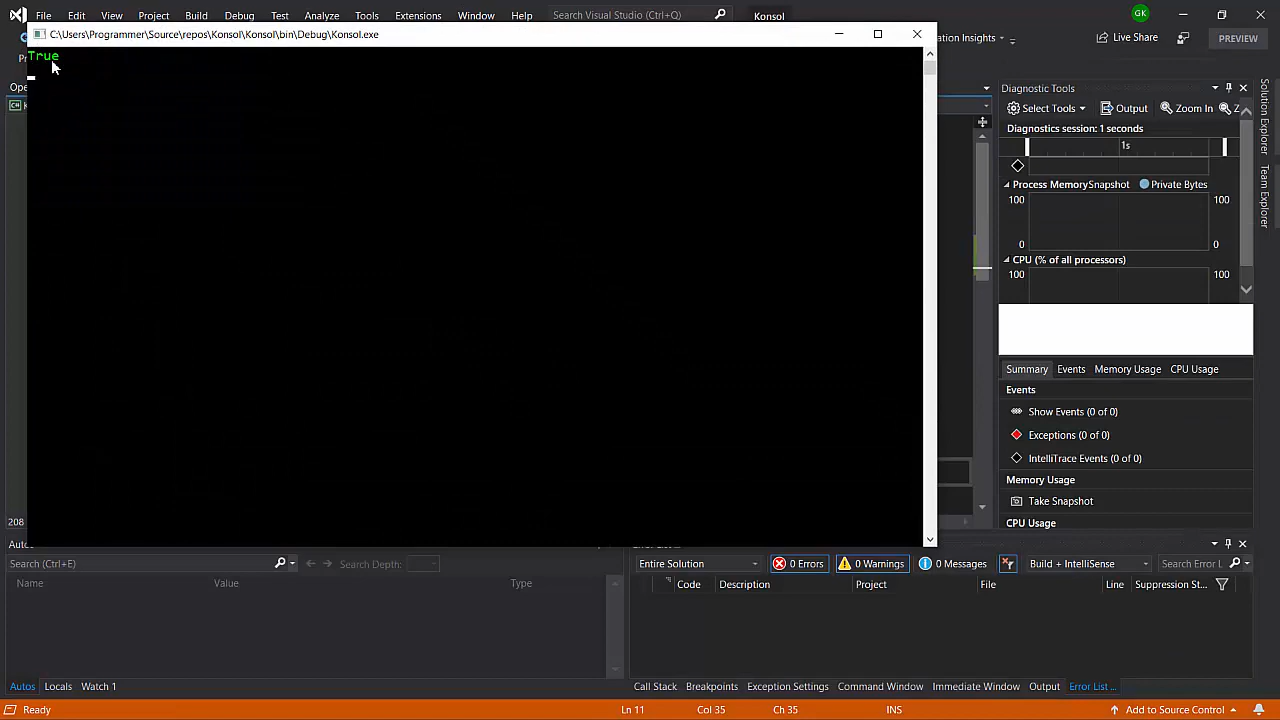 File Edit View Project Build Debug Test Analyze Tools Extensions Window Help Search Visual Studio (Ctrl+Q) Konsol GK
C:\Users\Programmer\Source\repos\Konsol\Konsol\bin\Debug\Konsol.exe
ation Insights Live Share PREVIEW
True
Diagnostic Tools
Select Tools Output Zoom In
Diagnostics session: 1 seconds
1s
Process Memory Snapshot Private Bytes
100 100
0 0
CPU (% of all processors)
100 100
Summary Events Memory Usage CPU Usage
Events
Show Events (0 of 0)
Exceptions (0 of 0)
IntelliTrace Events (0 of 0)
Memory Usage
Take Snapshot
CPU Usage
Solution Explorer
Team Explorer
208
Search (Ctrl+E) Search Depth:
Name Value Type
Autos Locals Watch 1
Entire Solution 0 Errors 0 Warnings 0 Messages Build + IntelliSense Search Error L
Code Description Project File Line Suppression St...
Call Stack Breakpoints Exception Settings Command Window Immediate Window Output Error List ...
Ready Ln 11 Col 35 Ch 35 INS Add to Source Control